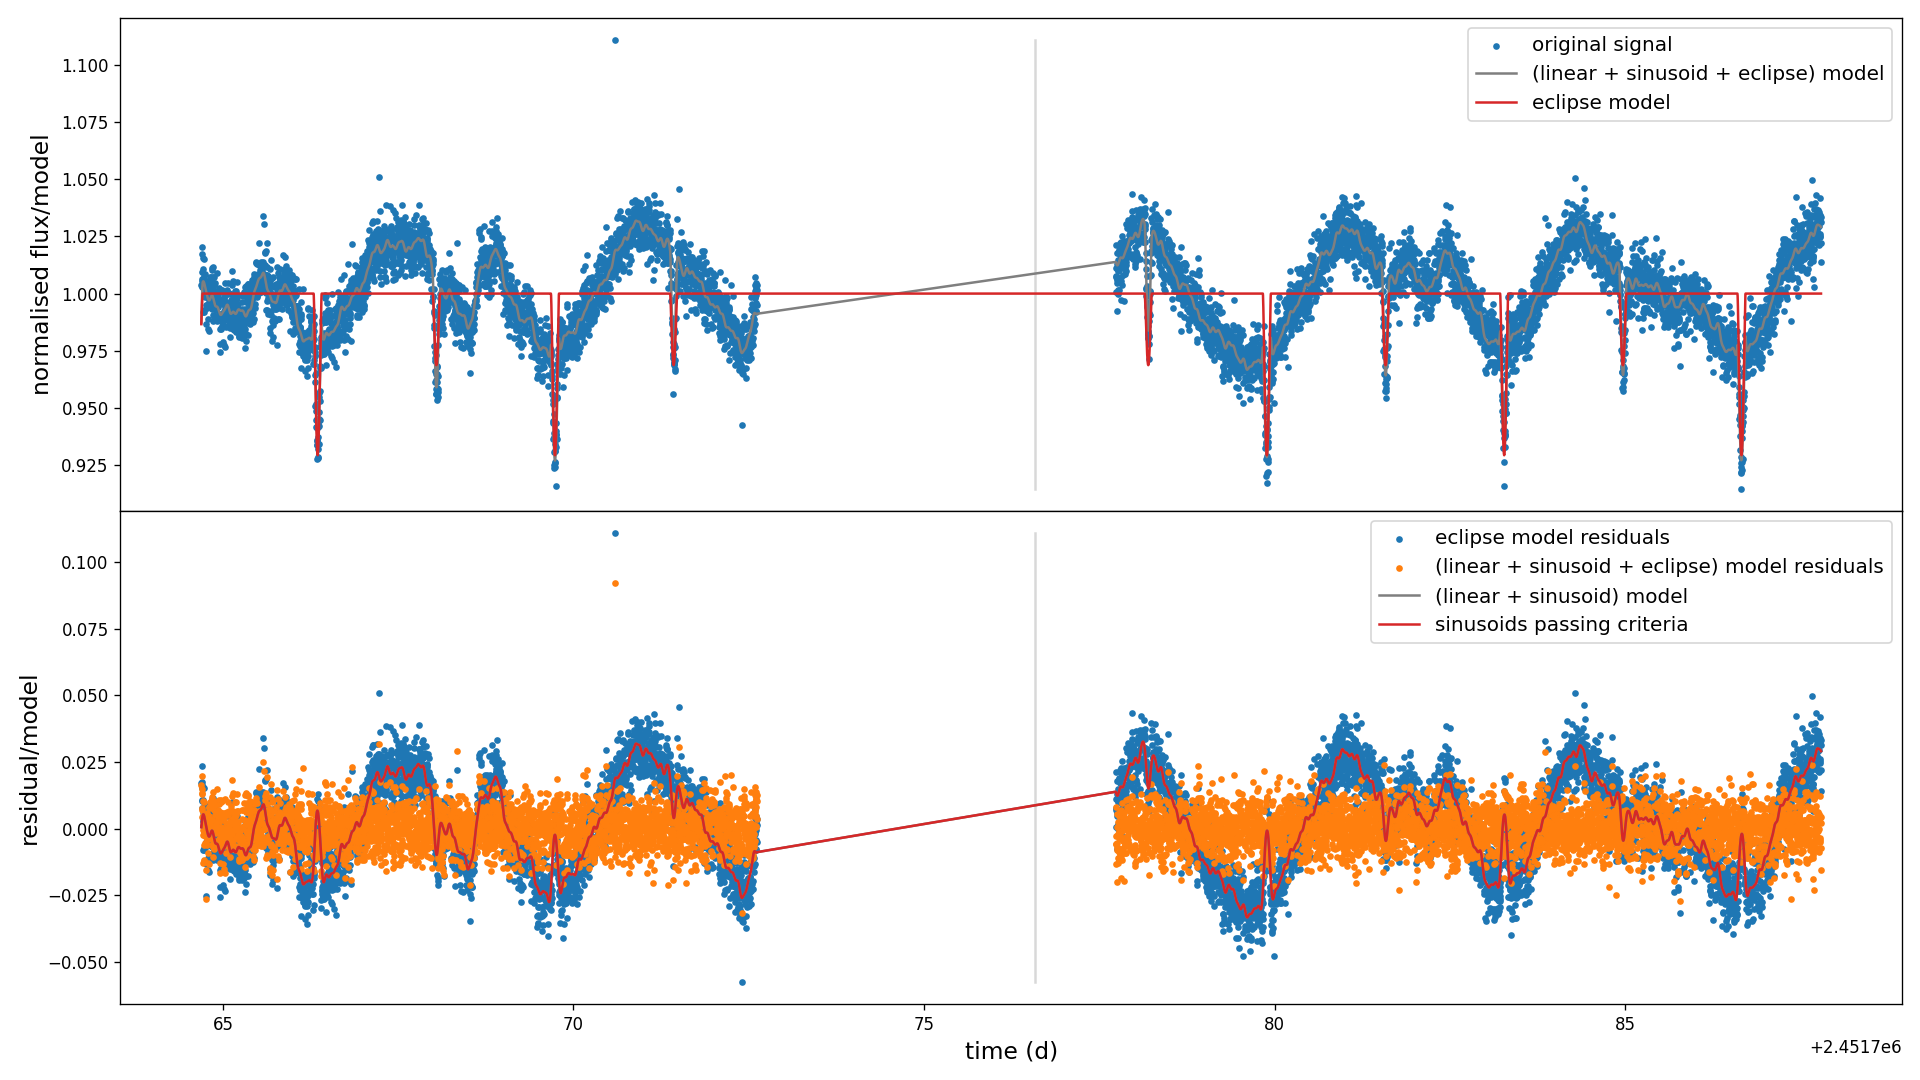 original signal
(linear + sinusoid + eclipse) model
eclipse model
normalised flux/model
1.100
1.075
1.050
1.025
1.000
0.975
0.950
0.925
eclipse model residuals
(linear + sinusoid + eclipse) model residuals
(linear + sinusoid) model
sinusoids passing criteria
residual/model
0.100
0.075
0.050
0.025
0.000
−0.025
−0.050
65
70
75
80
85
time (d)
+2.4517e6